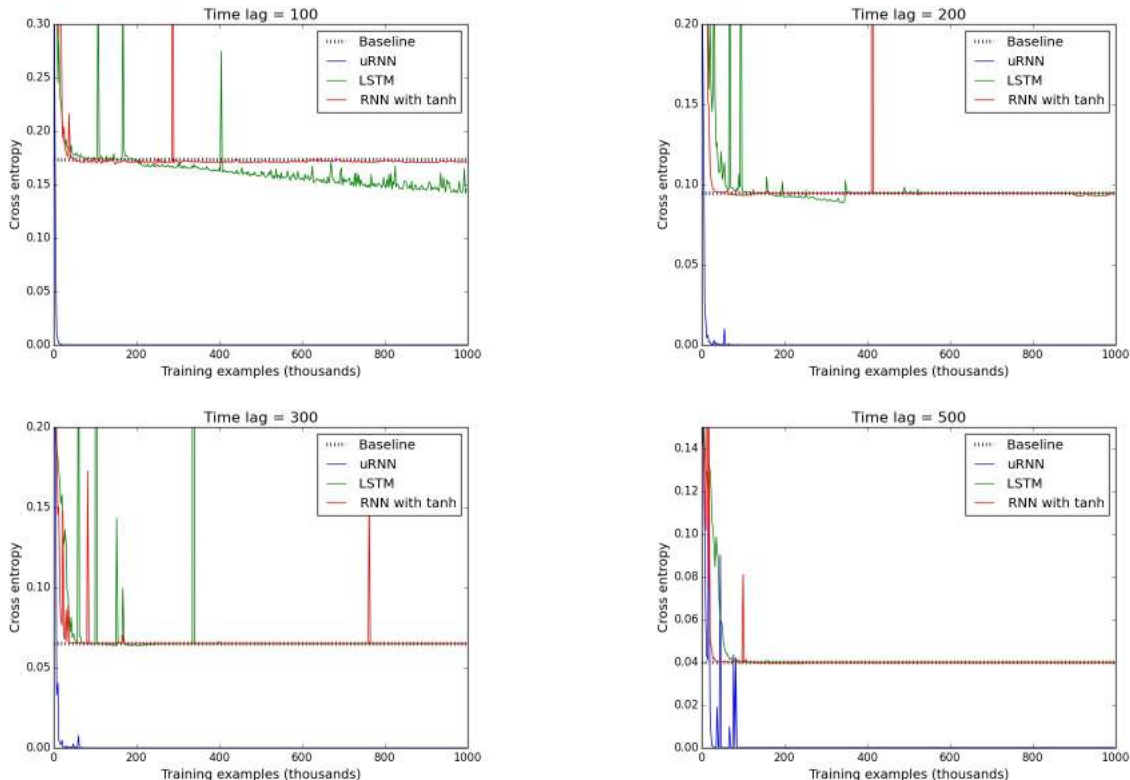 Time lag = 100
0.30
0.25
0.20
0.15
0.10
0.05
0.00
Cross entropy
Baseline
uRNN
LSTM
RNN with tanh
0 200 400 600 800 1000
Training examples (thousands)
Time lag = 200
0.20
0.15
0.10
0.05
0.00
Cross entropy
Baseline
uRNN
LSTM
RNN with tanh
0 200 400 600 800 1000
Training examples (thousands)
Time lag = 300
0.20
0.15
0.10
0.05
0.00
Cross entropy
Baseline
uRNN
LSTM
RNN with tanh
0 200 400 600 800 1000
Training examples (thousands)
Time lag = 500
0.14
0.12
0.10
0.08
0.06
0.04
0.02
0.00
Cross entropy
Baseline
uRNN
LSTM
RNN with tanh
0 200 400 600 800 1000
Training examples (thousands)